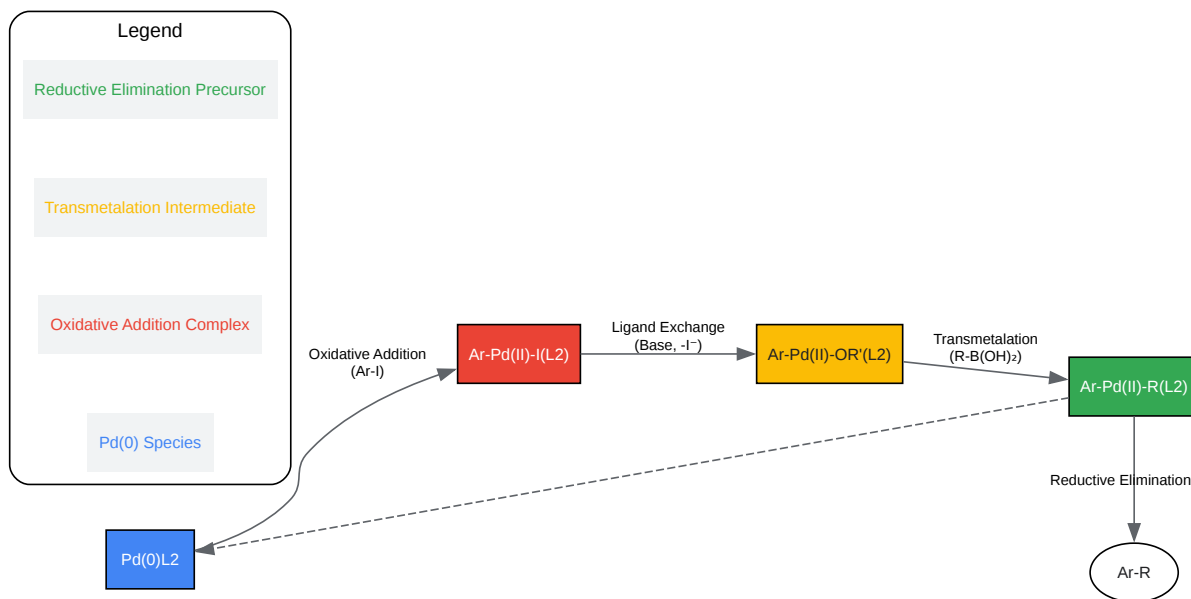 Legend
Reductive Elimination Precursor
Transmetalation Intermediate
Oxidative Addition Complex
Pd(0) Species
Pd(0)L2
Oxidative Addition
(Ar-I)
Ar-Pd(II)-I(L2)
Ligand Exchange
(Base, -I⁻)
Ar-Pd(II)-OR'(L2)
Transmetalation
(R-B(OH)₂)
Ar-Pd(II)-R(L2)
Reductive Elimination
Ar-R